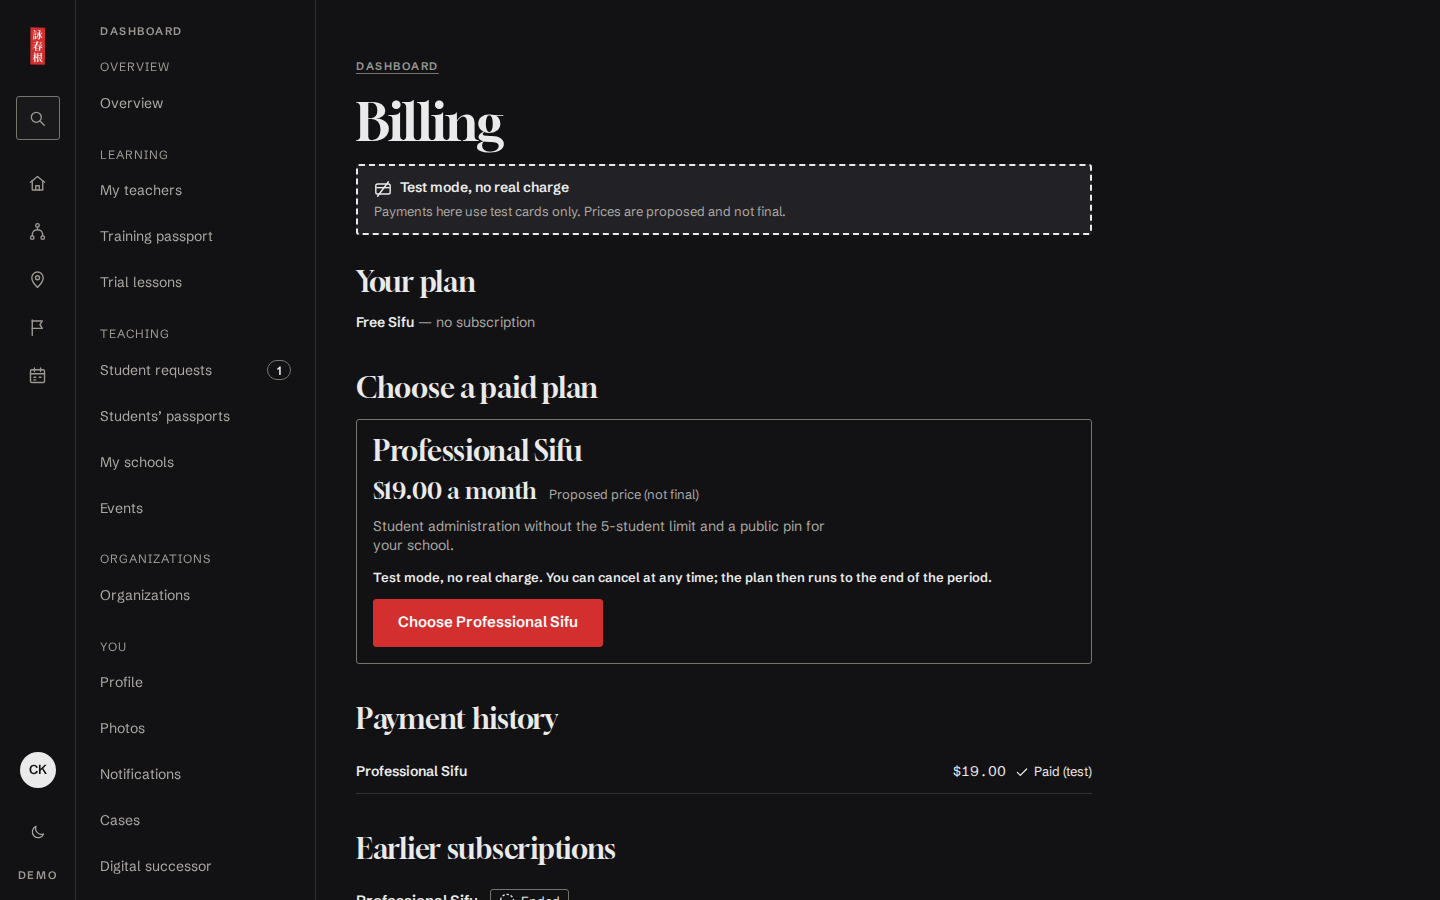 詠春根
DASHBOARD
OVERVIEW
Overview
LEARNING
My teachers
Training passport
Trial lessons
TEACHING
Student requests 1
Students’ passports
My schools
Events
ORGANIZATIONS
Organizations
YOU
Profile
Photos
Notifications
Cases
Digital successor
CK
DEMO
DASHBOARD
Billing
Test mode, no real charge
Payments here use test cards only. Prices are proposed and not final.
Your plan
Free Sifu — no subscription
Choose a paid plan
Professional Sifu
$19.00 a month Proposed price (not final)
Student administration without the 5-student limit and a public pin for
your school.
Test mode, no real charge. You can cancel at any time; the plan then runs to the end of the period.
Choose Professional Sifu
Payment history
Professional Sifu $19.00 Paid (test)
Earlier subscriptions
Professional Sifu Ended